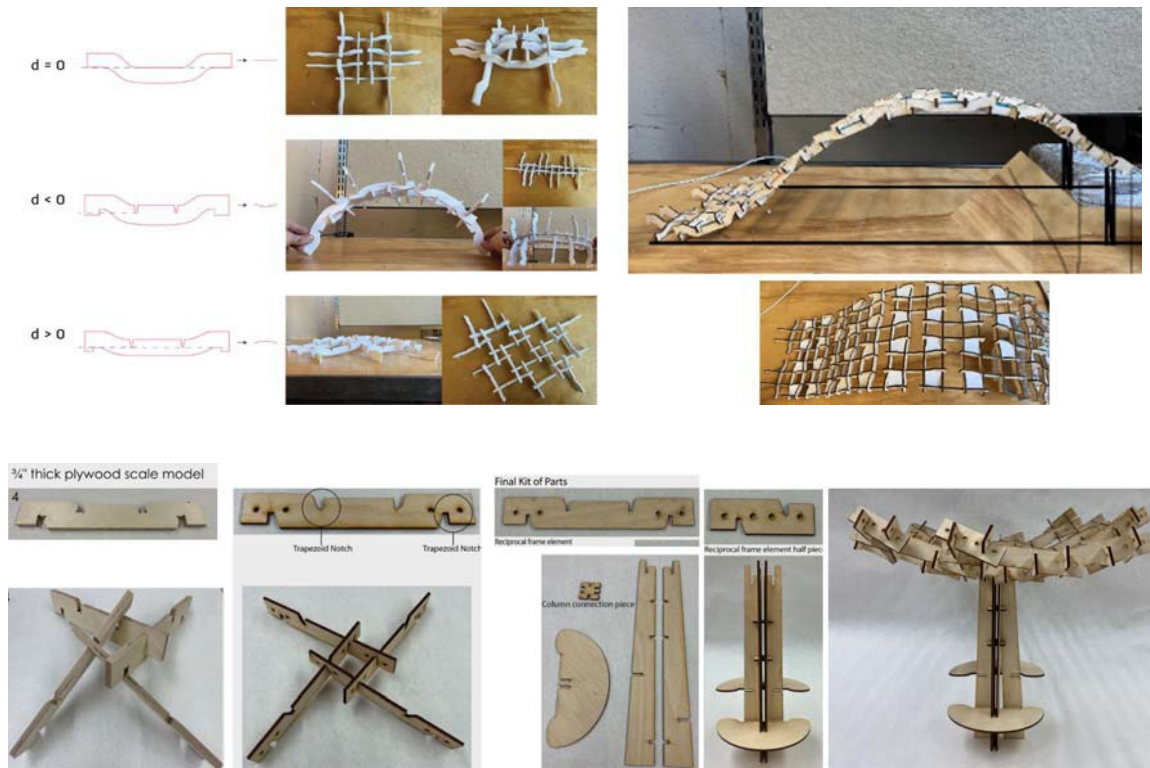 d = 0
d < 0
d > 0
¾" thick plywood scale model
4
Trapezoid Notch
Trapezoid Notch
Final Kit of Parts
Reciprocal frame element
Reciprocal frame element half piec
Column connection piece